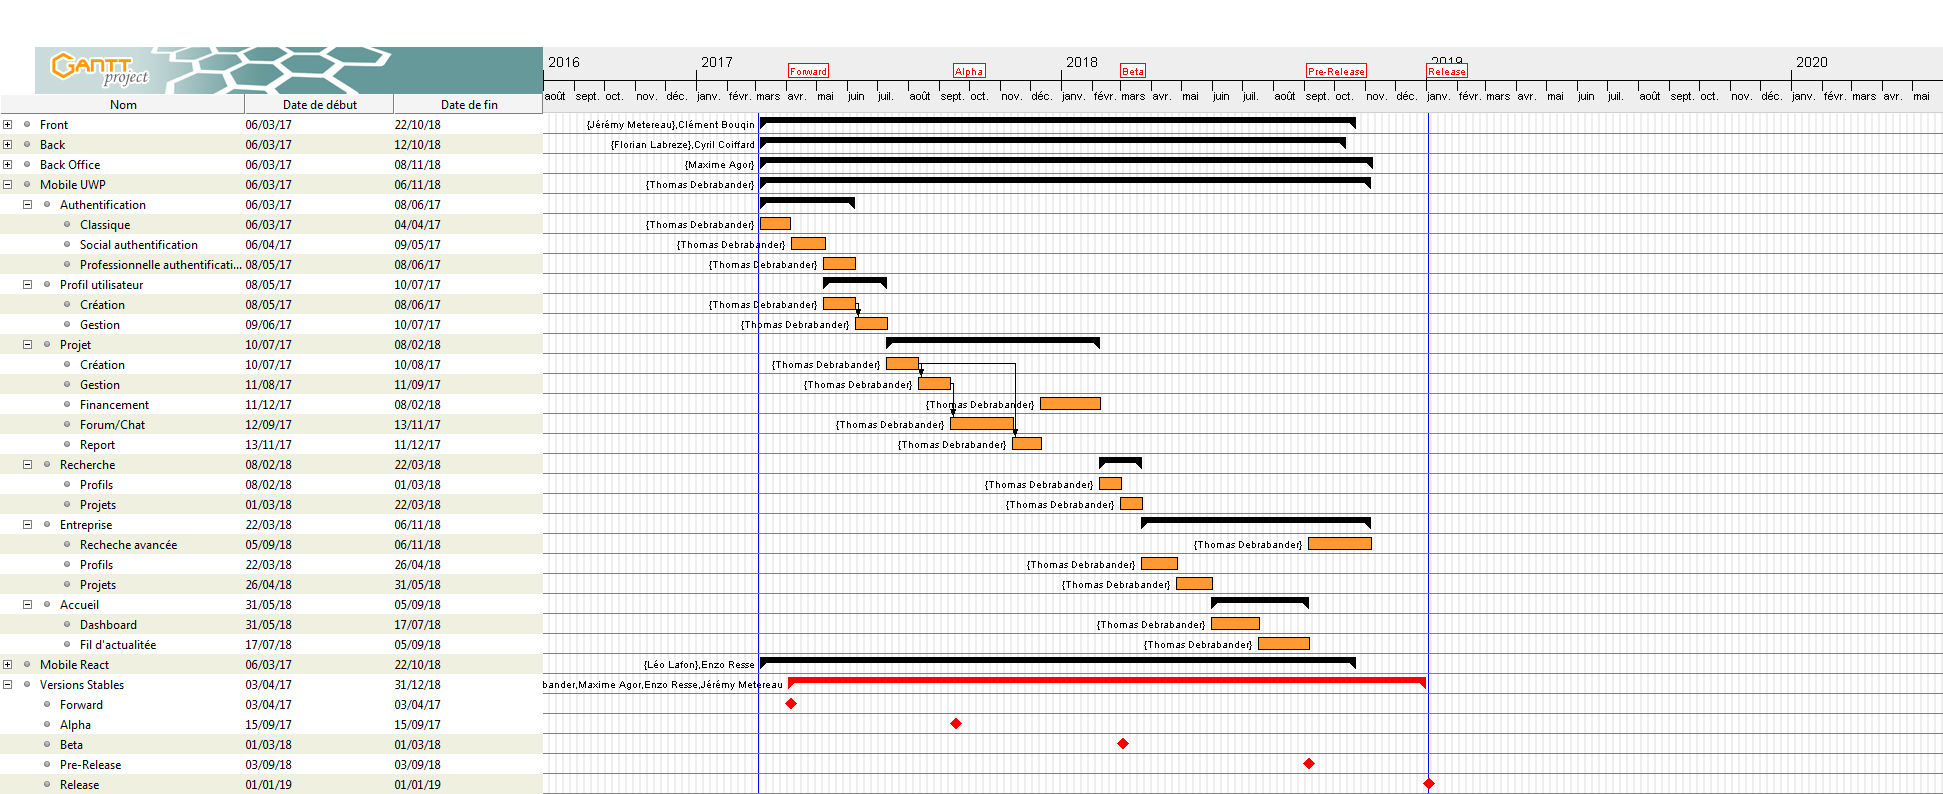 2016 2017 2018 2019 2020
GANTT project
Forward Alpha Beta Pre-Release Release
août sept. oct. nov. déc. janv. févr. mars avr. mai juin juil. août sept. oct. nov. déc. janv. févr. mars avr. mai juin juil. août sept. oct. nov. déc. janv. févr. mars avr. mai juin juil. août sept. oct. nov. déc. janv. févr. mars avr. mai
Nom Date de début Date de fin
Front 06/03/17 22/10/18 {Jérémy Metereau},Clément Bouqin
Back 06/03/17 12/10/18 {Florian Labreze},Cyril Coiffard
Back Office 06/03/17 08/11/18 {Maxime Agor}
Mobile UWP 06/03/17 06/11/18 {Thomas Debrabander}
Authentification 06/03/17 08/06/17
Classique 06/03/17 04/04/17 {Thomas Debrabander}
Social authentification 06/04/17 09/05/17 {Thomas Debrabander}
Professionnelle authentificati... 08/05/17 08/06/17 {Thomas Debrabander}
Profil utilisateur 08/05/17 10/07/17
Création 08/05/17 08/06/17 {Thomas Debrabander}
Gestion 09/06/17 10/07/17 {Thomas Debrabander}
Projet 10/07/17 08/02/18
Création 10/07/17 10/08/17 {Thomas Debrabander}
Gestion 11/08/17 11/09/17 {Thomas Debrabander}
Financement 11/12/17 08/02/18 {Thomas Debrabander}
Forum/Chat 12/09/17 13/11/17 {Thomas Debrabander}
Report 13/11/17 11/12/17 {Thomas Debrabander}
Recherche 08/02/18 22/03/18
Profils 08/02/18 01/03/18 {Thomas Debrabander}
Projets 01/03/18 22/03/18 {Thomas Debrabander}
Entreprise 22/03/18 06/11/18
Recheche avancée 05/09/18 06/11/18 {Thomas Debrabander}
Profils 22/03/18 26/04/18 {Thomas Debrabander}
Projets 26/04/18 31/05/18 {Thomas Debrabander}
Accueil 31/05/18 05/09/18
Dashboard 31/05/18 17/07/18 {Thomas Debrabander}
Fil d'actualitée 17/07/18 05/09/18 {Thomas Debrabander}
Mobile React 06/03/17 22/10/18 {Léo Lafon},Enzo Resse
Versions Stables 03/04/17 31/12/18 bander,Maxime Agor,Enzo Resse,Jérémy Metereau
Forward 03/04/17 03/04/17
Alpha 15/09/17 15/09/17
Beta 01/03/18 01/03/18
Pre-Release 03/09/18 03/09/18
Release 01/01/19 01/01/19